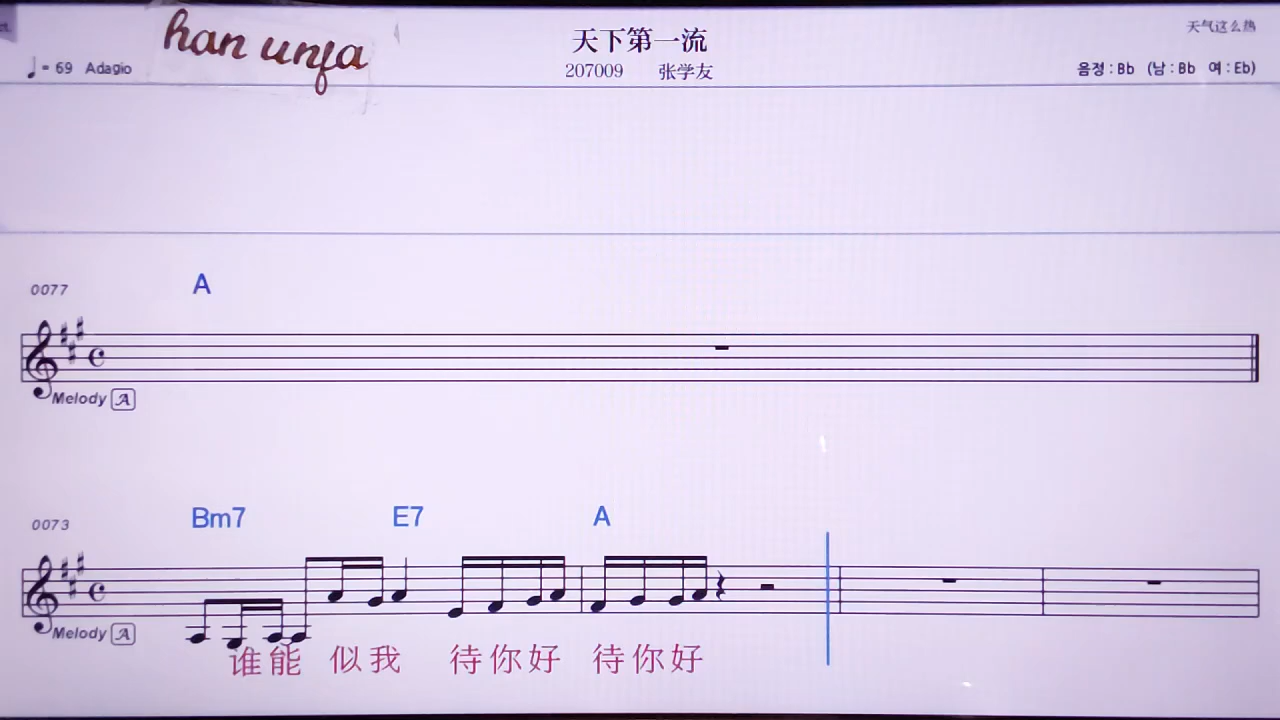 han unfa
天下第一流
天气这么热
♩= 69 Adagio
207009 张学友
음정 : Bb (남 : Bb 여 : Eb)
0077
A
Melody A
0073
Bm7 E7 A
Melody A
谁能 似我 待你好 待你好